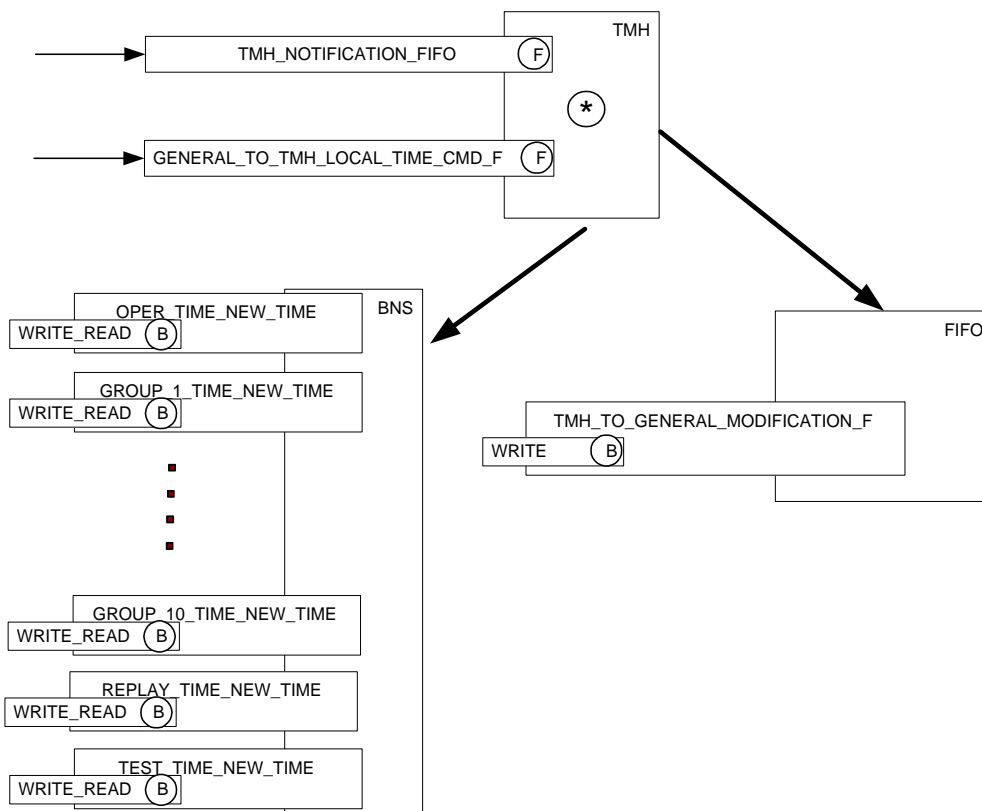 TMH
TMH_NOTIFICATION_FIFO F
*
GENERAL_TO_TMH_LOCAL_TIME_CMD_F F
BNS
OPER_TIME_NEW_TIME
WRITE_READ B
FIFO
GROUP_1_TIME_NEW_TIME
WRITE_READ B
TMH_TO_GENERAL_MODIFICATION_F
WRITE B
GROUP_10_TIME_NEW_TIME
WRITE_READ B
REPLAY_TIME_NEW_TIME
WRITE_READ B
TEST_TIME_NEW_TIME
WRITE_READ B